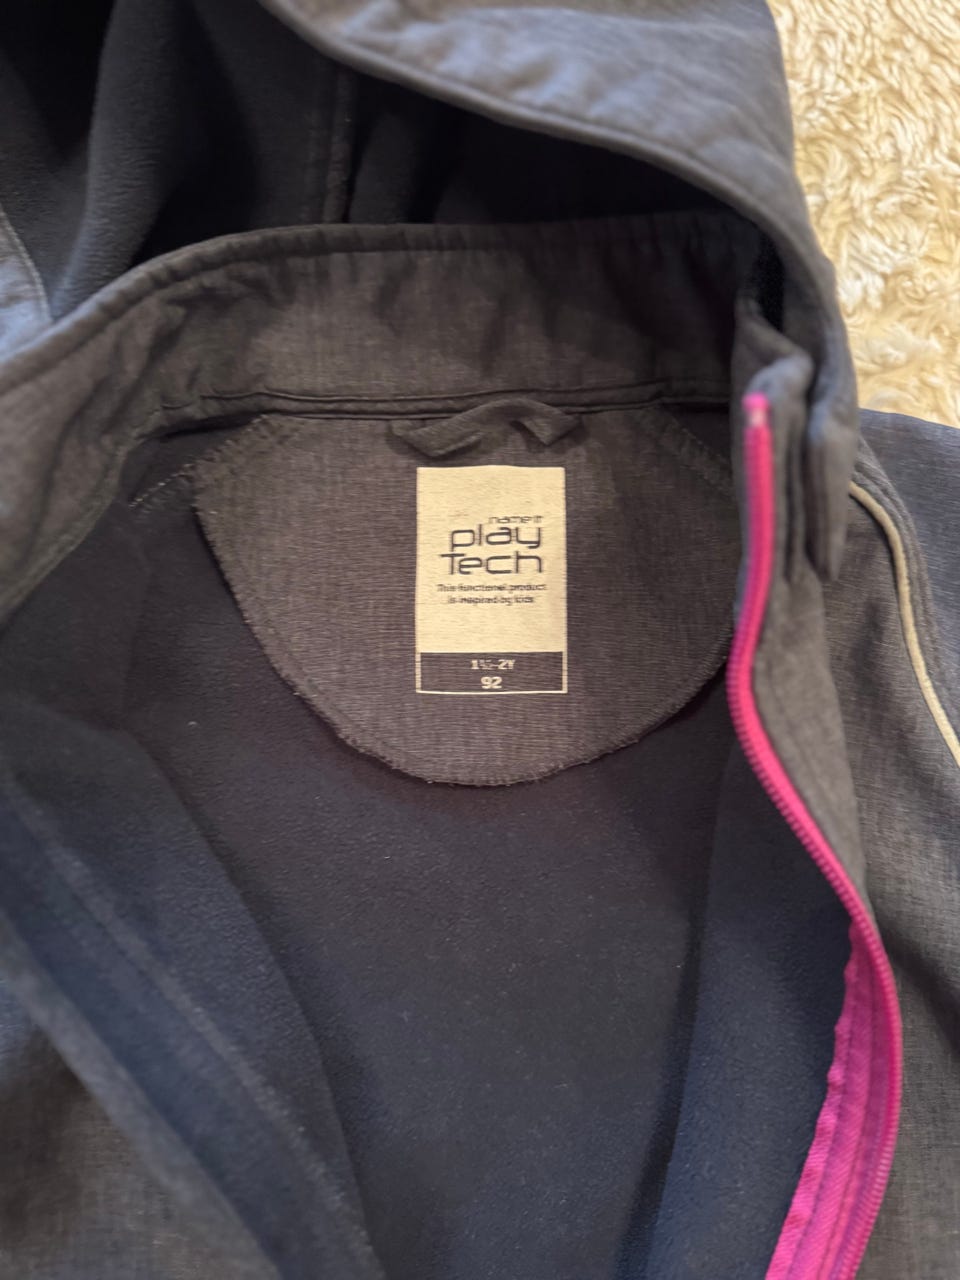 name it
play
Tech
This functional product
is inspired by kids
1½-2Y
92